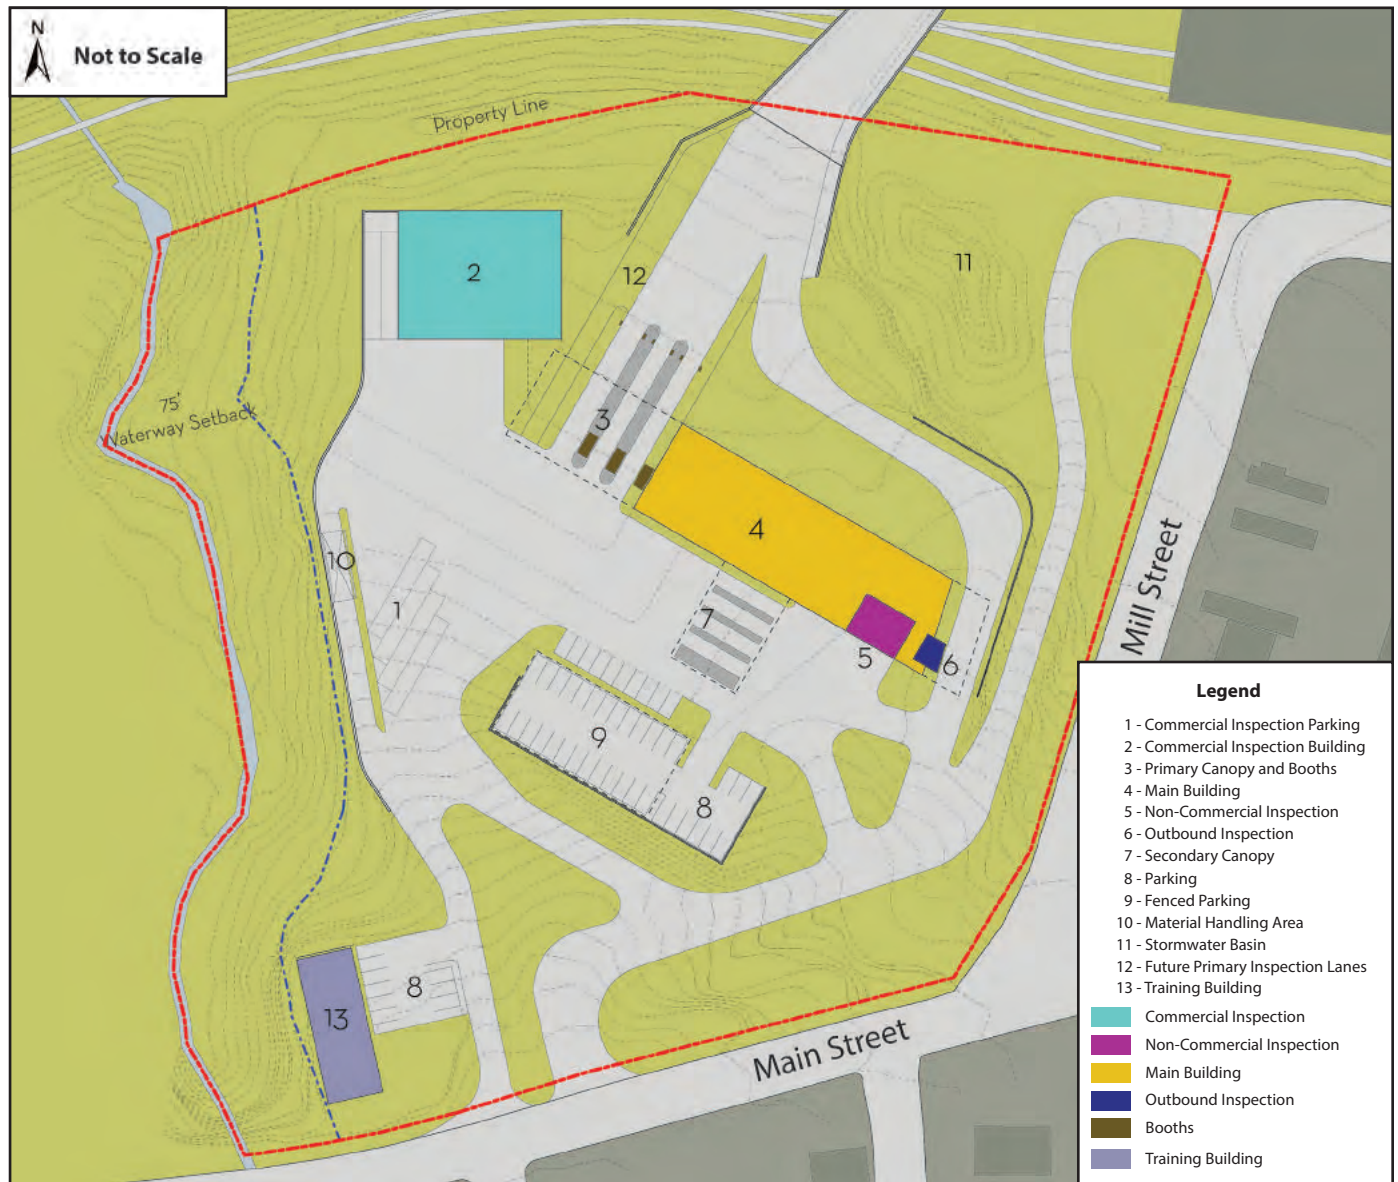 N
Not to Scale
Property Line
2
12
11
75'
Waterway Setback
3
4
10
1
7
5
6
Mill Street
9
8
8
13
Main Street
Legend
1 - Commercial Inspection Parking
2 - Commercial Inspection Building
3 - Primary Canopy and Booths
4 - Main Building
5 - Non-Commercial Inspection
6 - Outbound Inspection
7 - Secondary Canopy
8 - Parking
9 - Fenced Parking
10 - Material Handling Area
11 - Stormwater Basin
12 - Future Primary Inspection Lanes
13 - Training Building
Commercial Inspection
Non-Commercial Inspection
Main Building
Outbound Inspection
Booths
Training Building